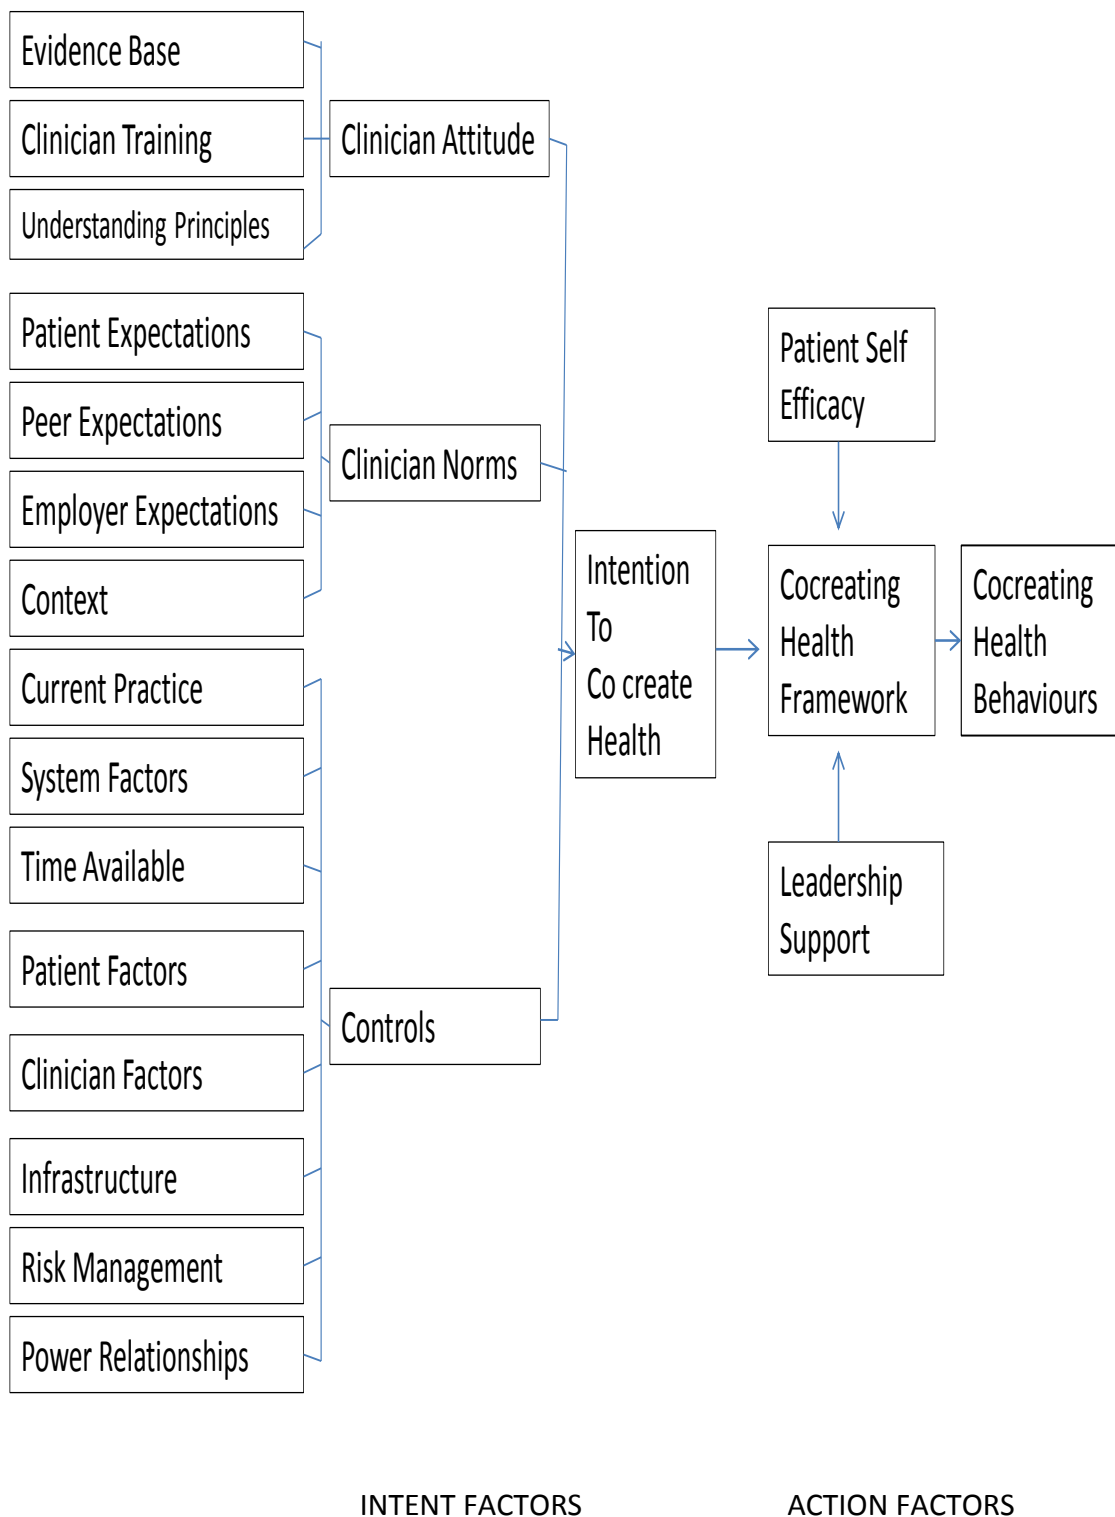 Evidence Base
Clinician Training
Understanding Principles
Clinician Attitude
Patient Expectations
Peer Expectations
Employer Expectations
Context
Clinician Norms
Current Practice
System Factors
Time Available
Patient Factors
Clinician Factors
Infrastructure
Risk Management
Power Relationships
Controls
Intention
To
Co create
Health
Patient Self
Efficacy
Cocreating
Health
Framework
Leadership
Support
Cocreating
Health
Behaviours
INTENT FACTORS
ACTION FACTORS